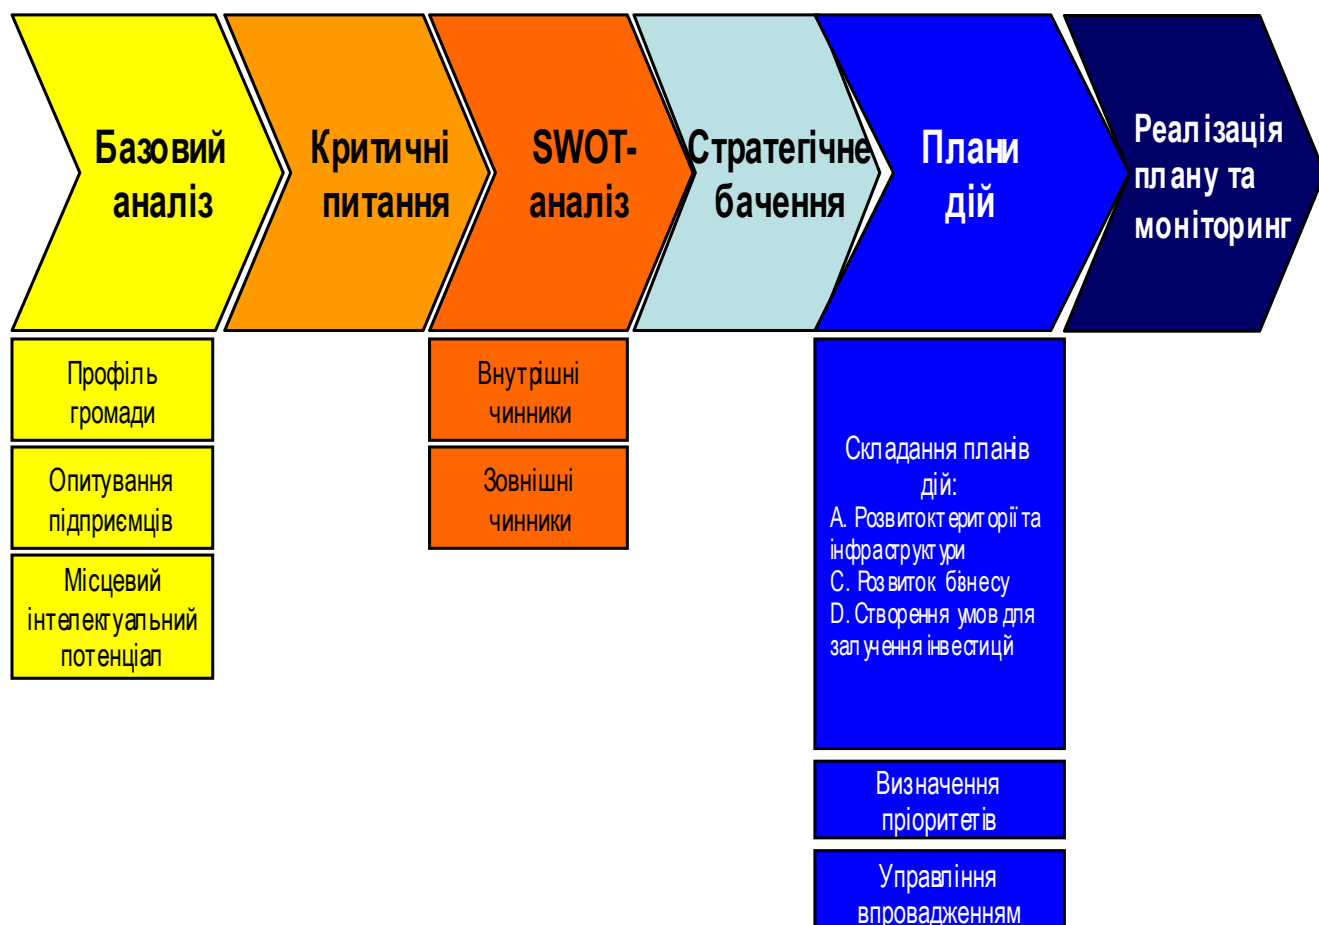 Базовий
аналіз
Критичні
питання
SWOT-
аналіз
Стратегічне
бачення
Плани
дій
Реалізація
плану та
моніторинг
Профіль
громади
Опитування
підприємців
Місцевий
інтелектуальний
потенціал
Внутрішні
чинники
Зовнішні
чинники
Складання планів
дій:
А. Розвиток території та
інфраструктури
С. Розвиток бізнесу
D. Створення умов для
залучення інвестицій
Визначення
пріоритетів
Управління
впровадженням